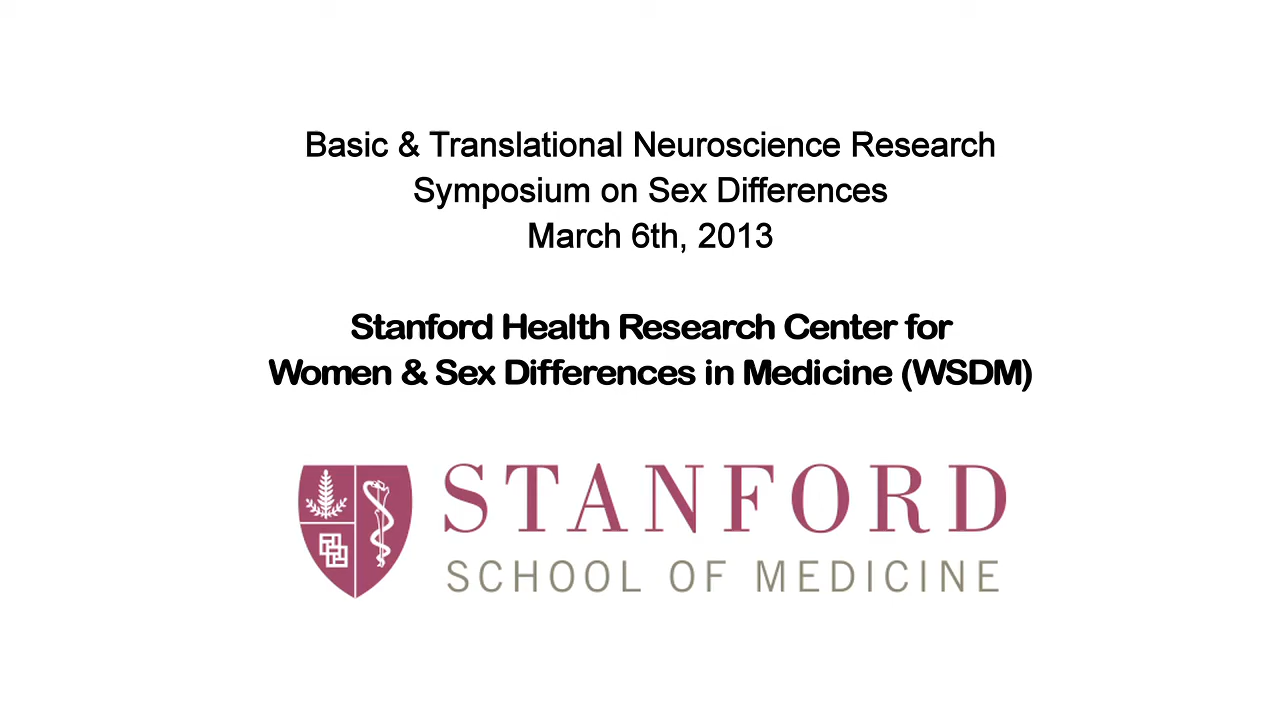 Basic & Translational Neuroscience Research
Symposium on Sex Differences
March 6th, 2013
Stanford Health Research Center for
Women & Sex Differences in Medicine (WSDM)
STANFORD
SCHOOL OF MEDICINE